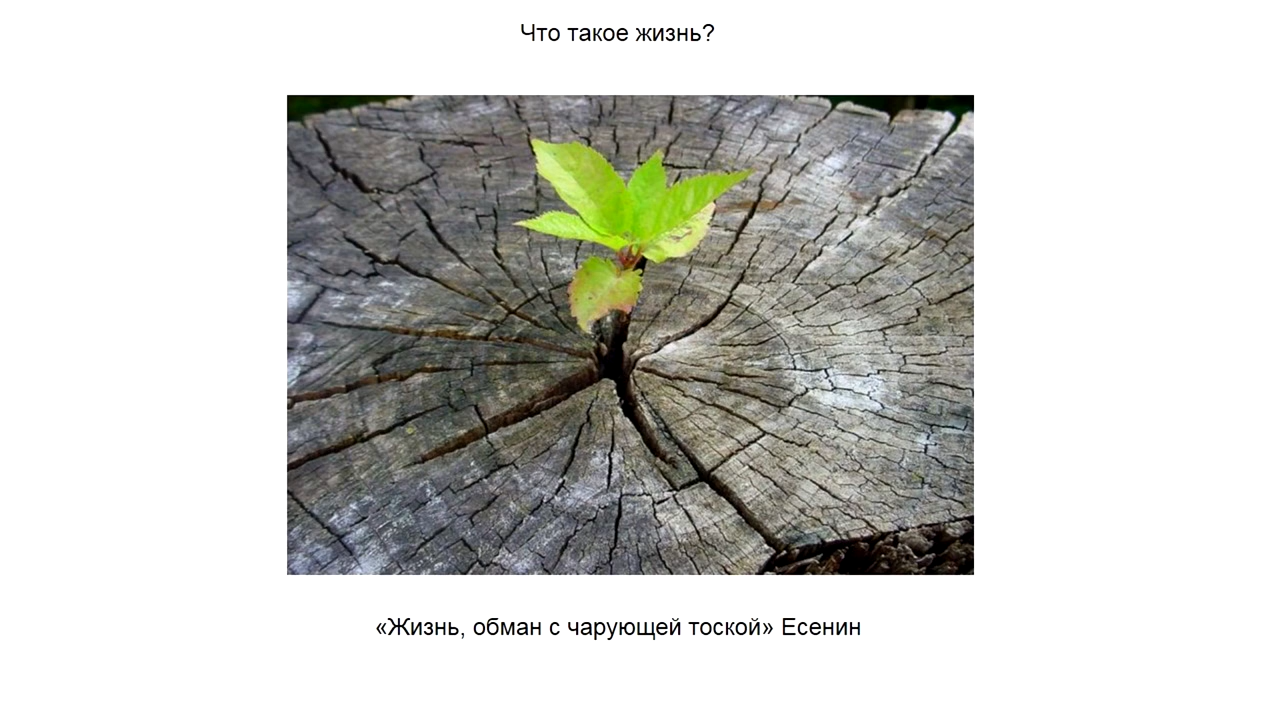 Что такое жизнь?
«Жизнь, обман с чарующей тоской» Есенин